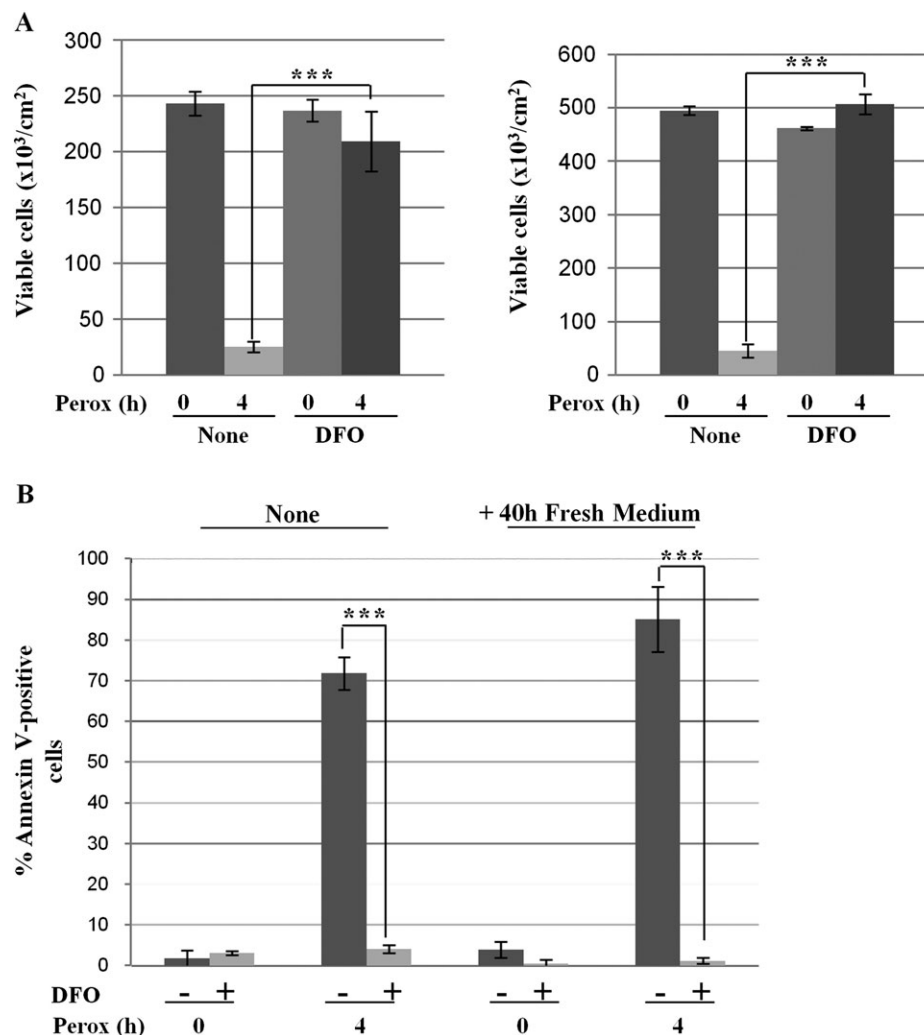 A
Viable cells (x10³/cm²)
300
250
200
150
100
50
0
***
Perox (h) 0 4 0 4
None DFO
Viable cells (x10³/cm²)
600
500
400
300
200
100
0
***
Perox (h) 0 4 0 4
None DFO
B
None + 40h Fresh Medium
% Annexin V-positive
cells
100
90
80
70
60
50
40
30
20
10
0
*** ***
DFO - + - + - + - +
Perox (h) 0 4 0 4